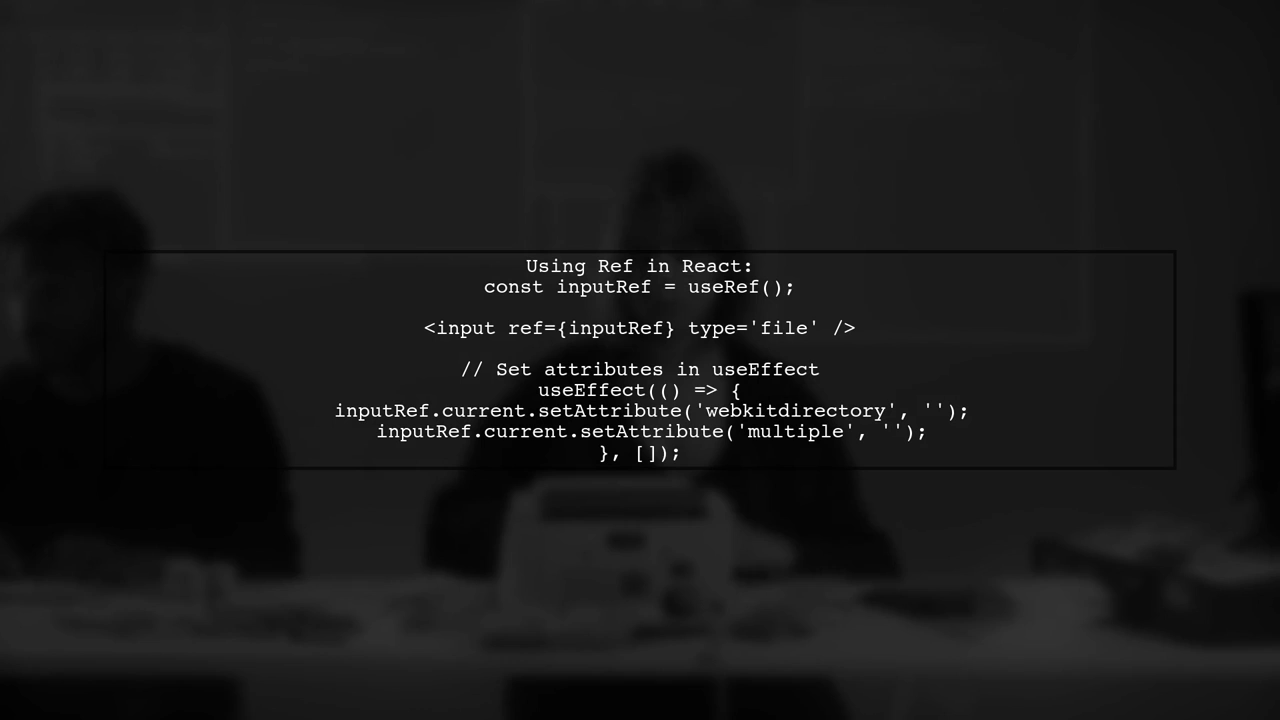 Using Ref in React:
const inputRef = useRef();
<input ref={inputRef} type='file' />
// Set attributes in useEffect
useEffect(() => {
inputRef.current.setAttribute('webkitdirectory', '');
inputRef.current.setAttribute('multiple', '');
}, []);